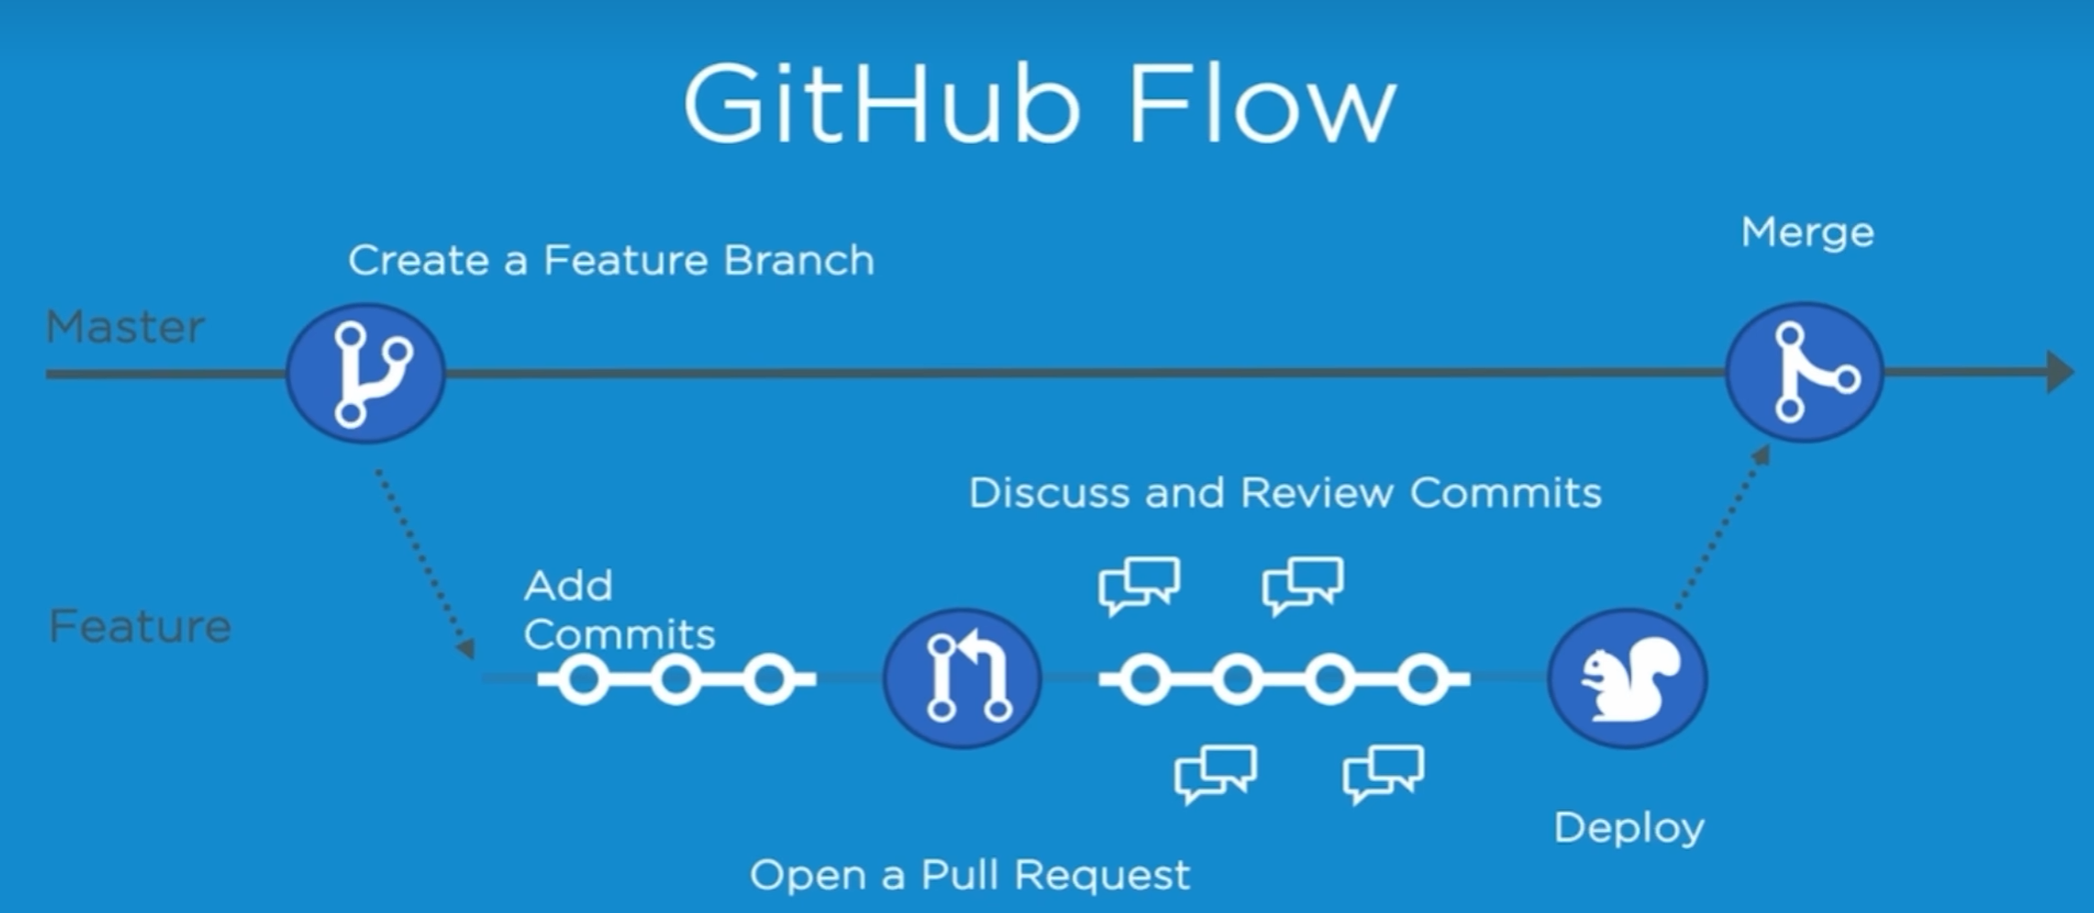 GitHub Flow
Merge
Create a Feature Branch
Master
Discuss and Review Commits
Add
Commits
Feature
Deploy
Open a Pull Request